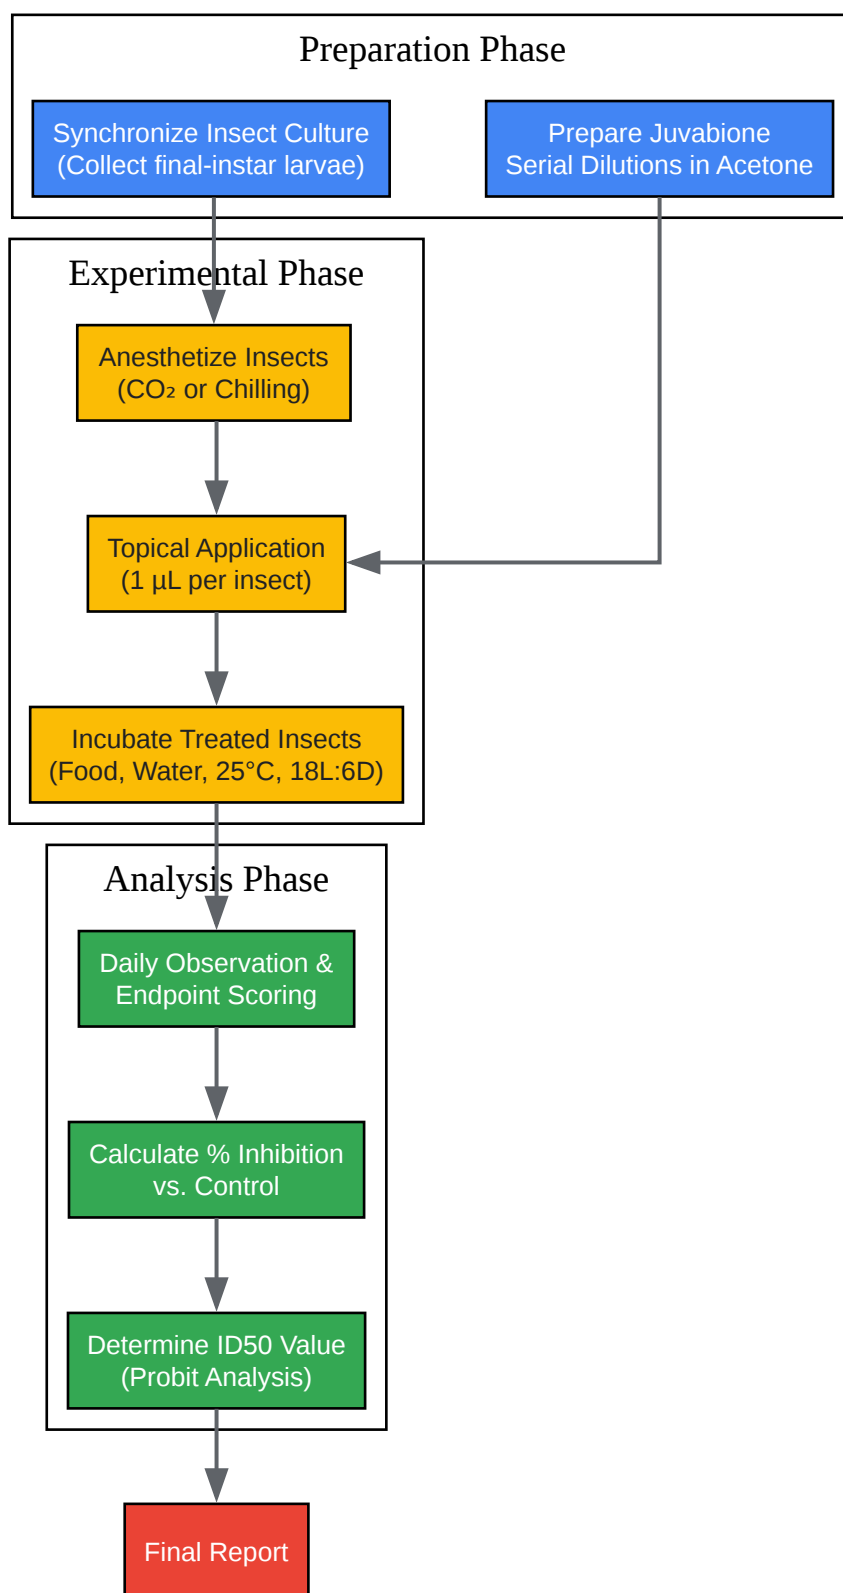 Preparation Phase
Synchronize Insect Culture
(Collect final-instar larvae)
Prepare Juvabione
Serial Dilutions in Acetone
Experimental Phase
Anesthetize Insects
(CO₂ or Chilling)
Topical Application
(1 µL per insect)
Incubate Treated Insects
(Food, Water, 25°C, 18L:6D)
Analysis Phase
Daily Observation &
Endpoint Scoring
Calculate % Inhibition
vs. Control
Determine ID50 Value
(Probit Analysis)
Final Report